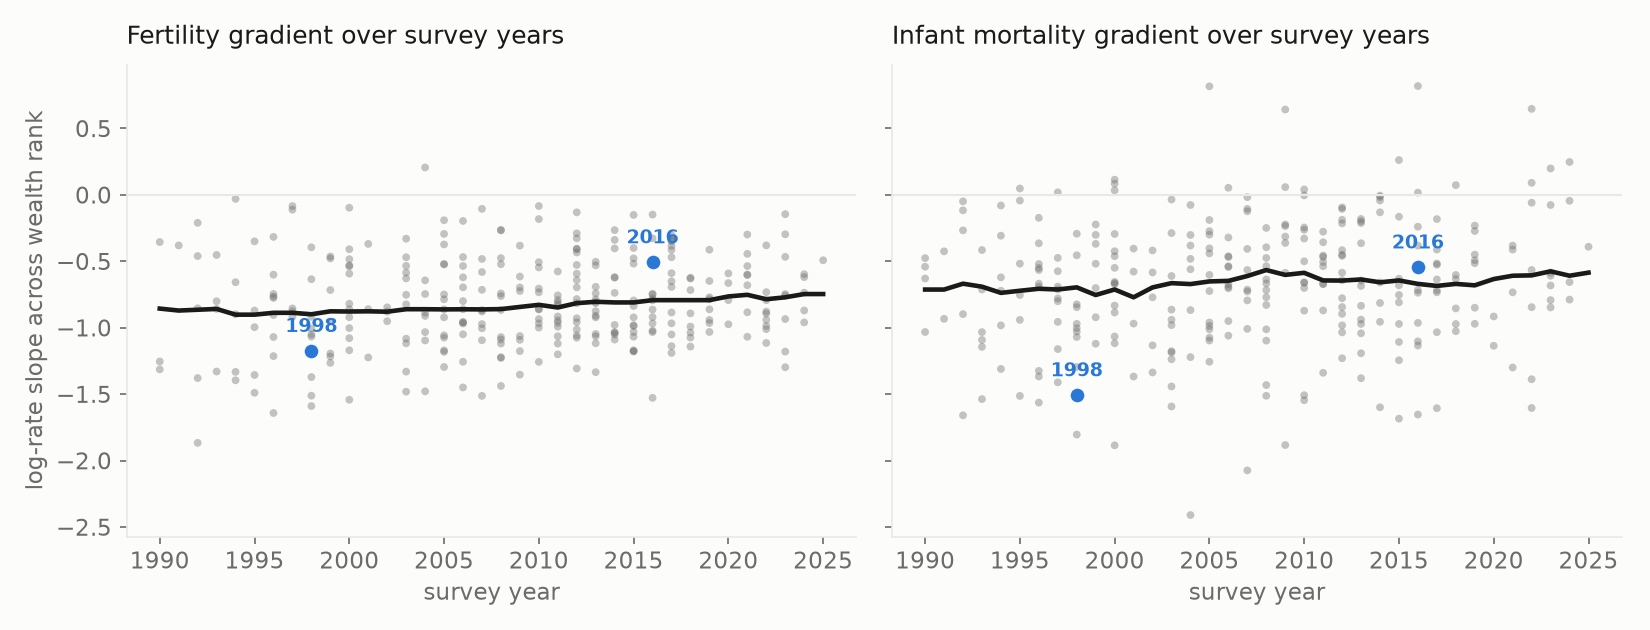 Fertility gradient over survey years
Infant mortality gradient over survey years
log-rate slope across wealth rank
0.5
0.0
−0.5
−1.0
−1.5
−2.0
−2.5
1998
2016
1998
2016
1990 1995 2000 2005 2010 2015 2020 2025
1990 1995 2000 2005 2010 2015 2020 2025
survey year
survey year